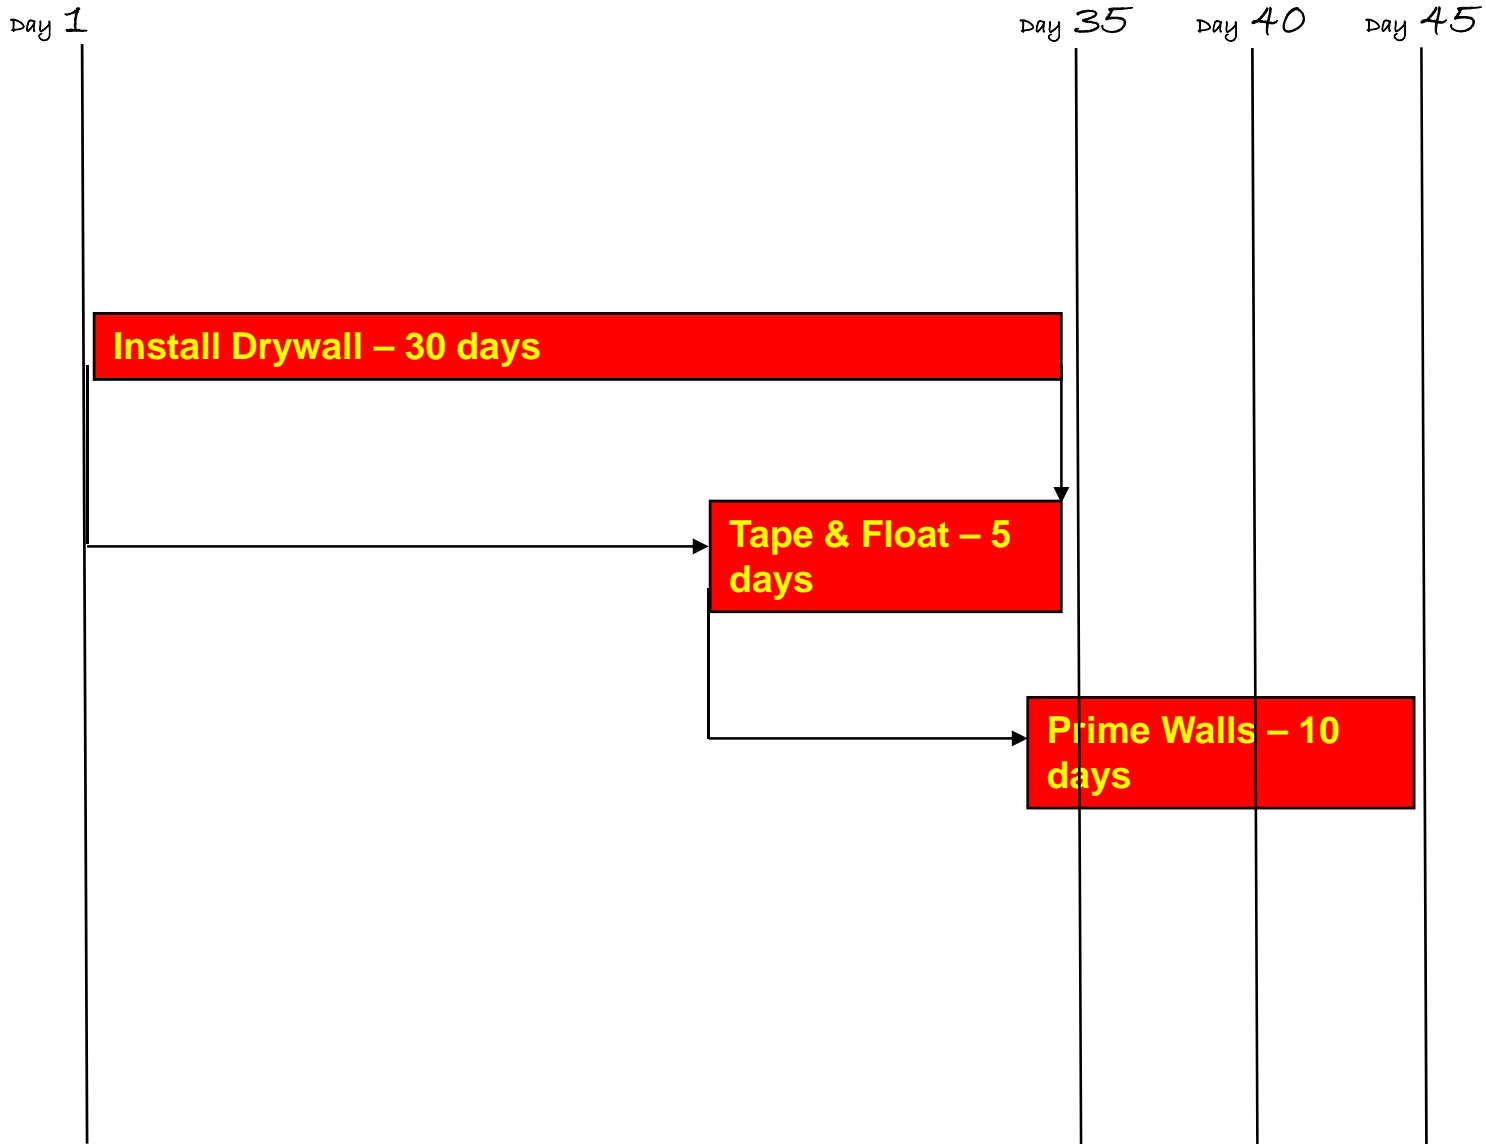 Day 1
Day 35
Day 40
Day 45
Install Drywall – 30 days
Tape & Float – 5
days
Prime Walls – 10
days